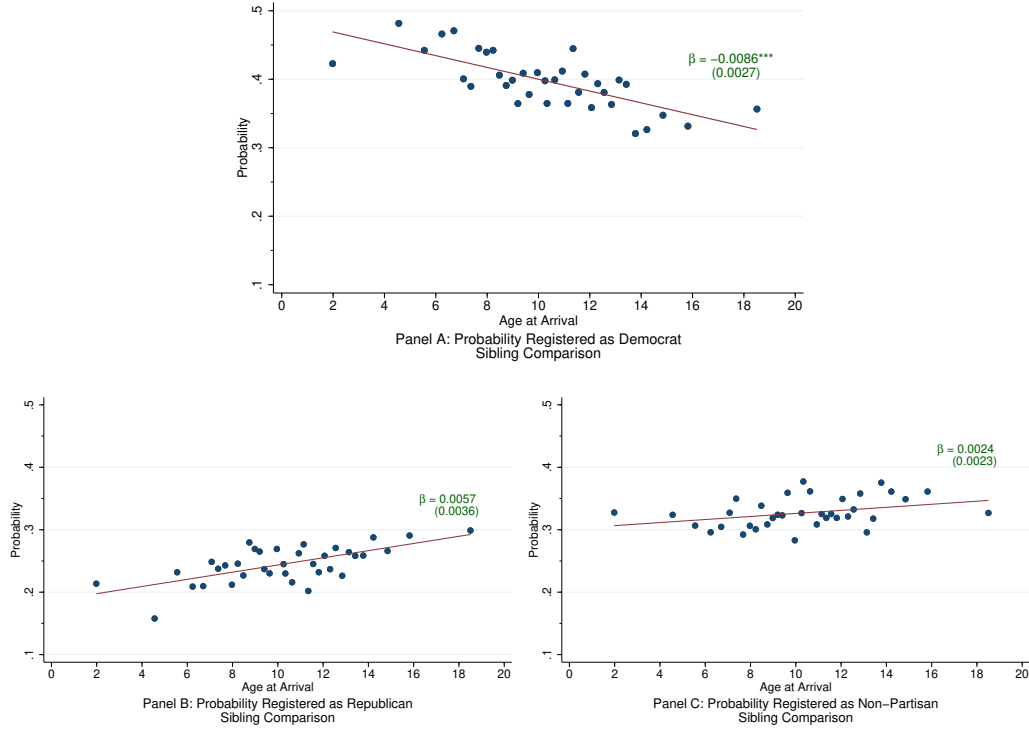 .5
.4
.3
.2
.1
Probability
β = −0.0086***
(0.0027)
0 2 4 6 8 10 12 14 16 18 20
Age at Arrival
Panel A: Probability Registered as Democrat
Sibling Comparison
.5
.4
.3
.2
.1
Probability
β = 0.0057
(0.0036)
0 2 4 6 8 10 12 14 16 18 20
Age at Arrival
Panel B: Probability Registered as Republican
Sibling Comparison
.5
.4
.3
.2
.1
Probability
β = 0.0024
(0.0023)
0 2 4 6 8 10 12 14 16 18 20
Age at Arrival
Panel C: Probability Registered as Non−Partisan
Sibling Comparison